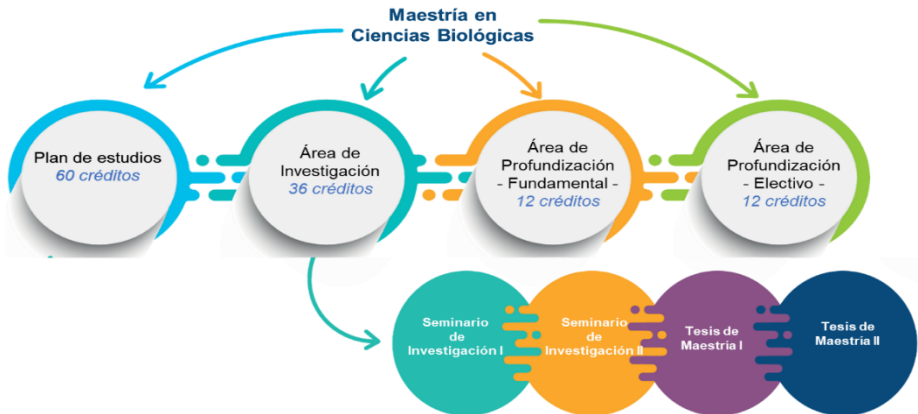 Maestría en
Ciencias Biológicas
Plan de estudios
60 créditos
Área de
Investigación
36 créditos
Área de
Profundización
- Fundamental -
12 créditos
Área de
Profundización
- Electivo -
12 créditos
Seminario
de
Investigación I
Seminario
de
Investigación II
Tesis de
Maestria I
Tesis de
Maestria II